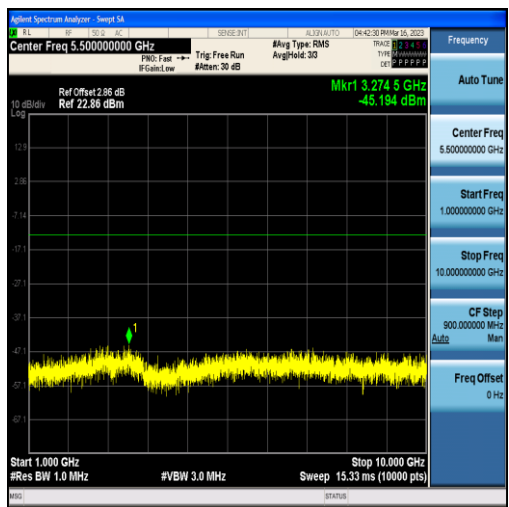 Agilent Spectrum Analyzer - Swept SA
RL RF 50 Ω AC SENSE:INT ALIGN AUTO 04:42:30 PM Mar 16, 2023
Center Freq 5.500000000 GHz
PNO: Fast
IFGain:Low
Trig: Free Run
#Atten: 30 dB
#Avg Type: RMS
Avg|Hold: 3/3
TRACE 1 2 3 4 5 6
TYPE
DET P P P P P P
Ref Offset 2.86 dB
Ref 22.86 dBm
10 dB/div
Log
Mkr1 3.274 5 GHz
-45.194 dBm
12.9
2.86
-7.14
-17.1
-27.1
-37.1
-47.1
-57.1
-67.1
1
Start 1.000 GHz
Stop 10.000 GHz
#Res BW 1.0 MHz
#VBW 3.0 MHz
Sweep 15.33 ms (10000 pts)
MSG
STATUS
Frequency
Auto Tune
Center Freq
5.500000000 GHz
Start Freq
1.000000000 GHz
Stop Freq
10.000000000 GHz
CF Step
900.000000 MHz
Auto Man
Freq Offset
0 Hz